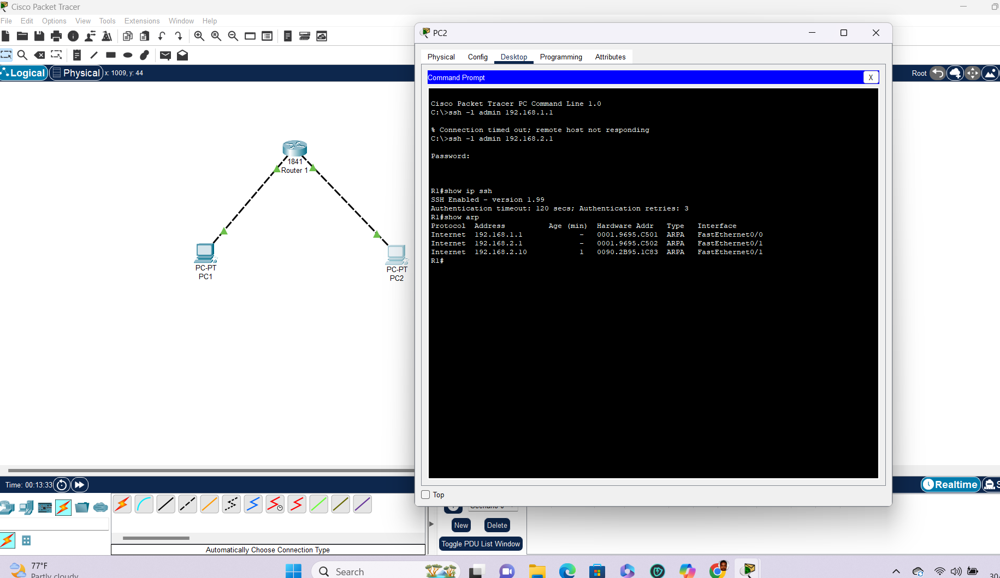 Cisco Packet Tracer
File Edit Options View Tools Extensions Window Help
Logical Physical x: 1009, y: 44
Root
1841
Router 1
PC-PT
PC1
PC-PT
PC2
PC2
Physical Config Desktop Programming Attributes
Command Prompt
X
Cisco Packet Tracer PC Command Line 1.0
C:\>ssh -l admin 192.168.1.1
% Connection timed out; remote host not responding
C:\>ssh -l admin 192.168.2.1
Password:
R1#show ip ssh
SSH Enabled - version 1.99
Authentication timeout: 120 secs; Authentication retries: 3
R1#show arp
Protocol Address Age (min) Hardware Addr Type Interface
Internet 192.168.1.1 - 0001.9695.C501 ARPA FastEthernet0/0
Internet 192.168.2.1 - 0001.9695.C502 ARPA FastEthernet0/1
Internet 192.168.2.10 1 0090.2B95.1C83 ARPA FastEthernet0/1
R1#
Top
Time: 00:13:33
Realtime
New Delete
Toggle PDU List Window
Automatically Choose Connection Type
77°F
Partly cloudy
Search